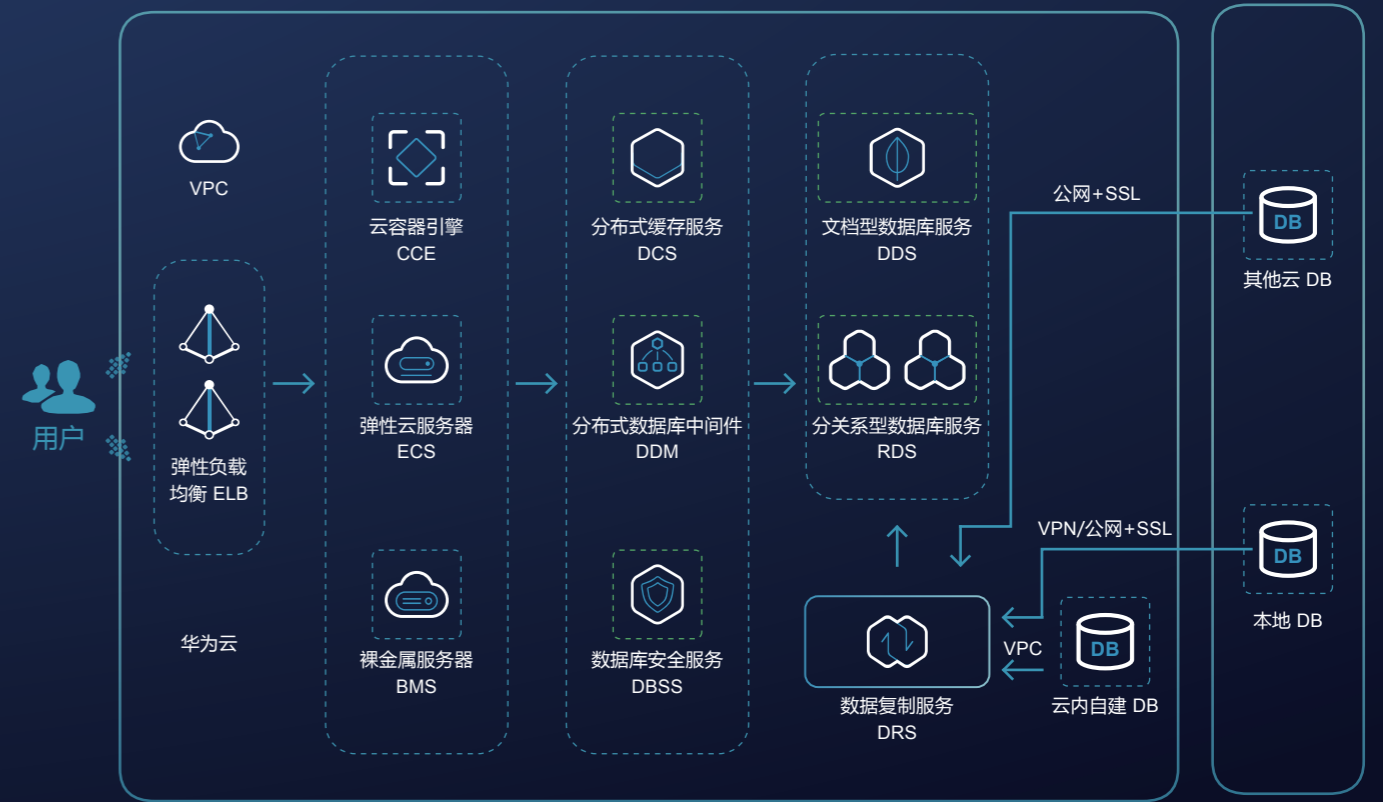 VPC
用户
弹性负载
均衡 ELB
华为云
云容器引擎
CCE
弹性云服务器
ECS
裸金属服务器
BMS
分布式缓存服务
DCS
分布式数据库中间件
DDM
数据库安全服务
DBSS
文档型数据库服务
DDS
分关系型数据库服务
RDS
数据复制服务
DRS
公网+SSL
VPN/公网+SSL
VPC
DB
云内自建 DB
DB
其他云 DB
DB
本地 DB